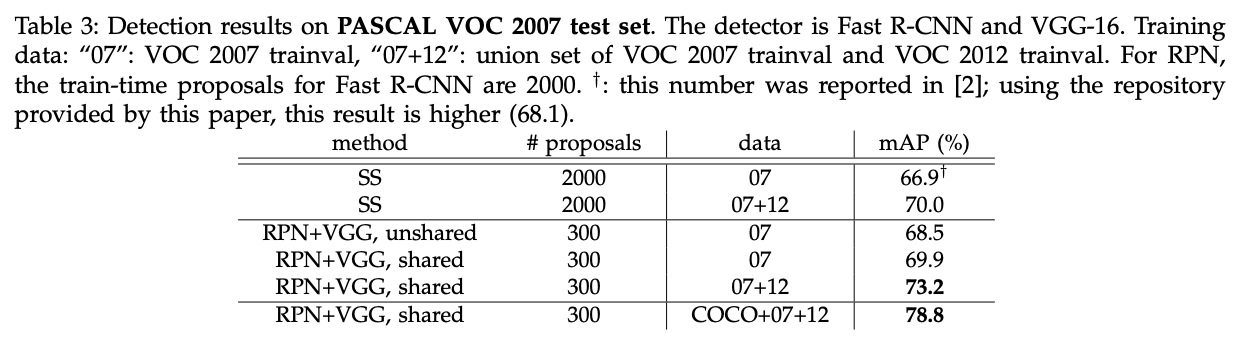 Table 3: Detection results on PASCAL VOC 2007 test set. The detector is Fast R-CNN and VGG-16. Training
data: “07”: VOC 2007 trainval, “07+12”: union set of VOC 2007 trainval and VOC 2012 trainval. For RPN,
the train-time proposals for Fast R-CNN are 2000. †: this number was reported in [2]; using the repository
provided by this paper, this result is higher (68.1).
method # proposals data mAP (%)
SS 2000 07 66.9†
SS 2000 07+12 70.0
RPN+VGG, unshared 300 07 68.5
RPN+VGG, shared 300 07 69.9
RPN+VGG, shared 300 07+12 73.2
RPN+VGG, shared 300 COCO+07+12 78.8